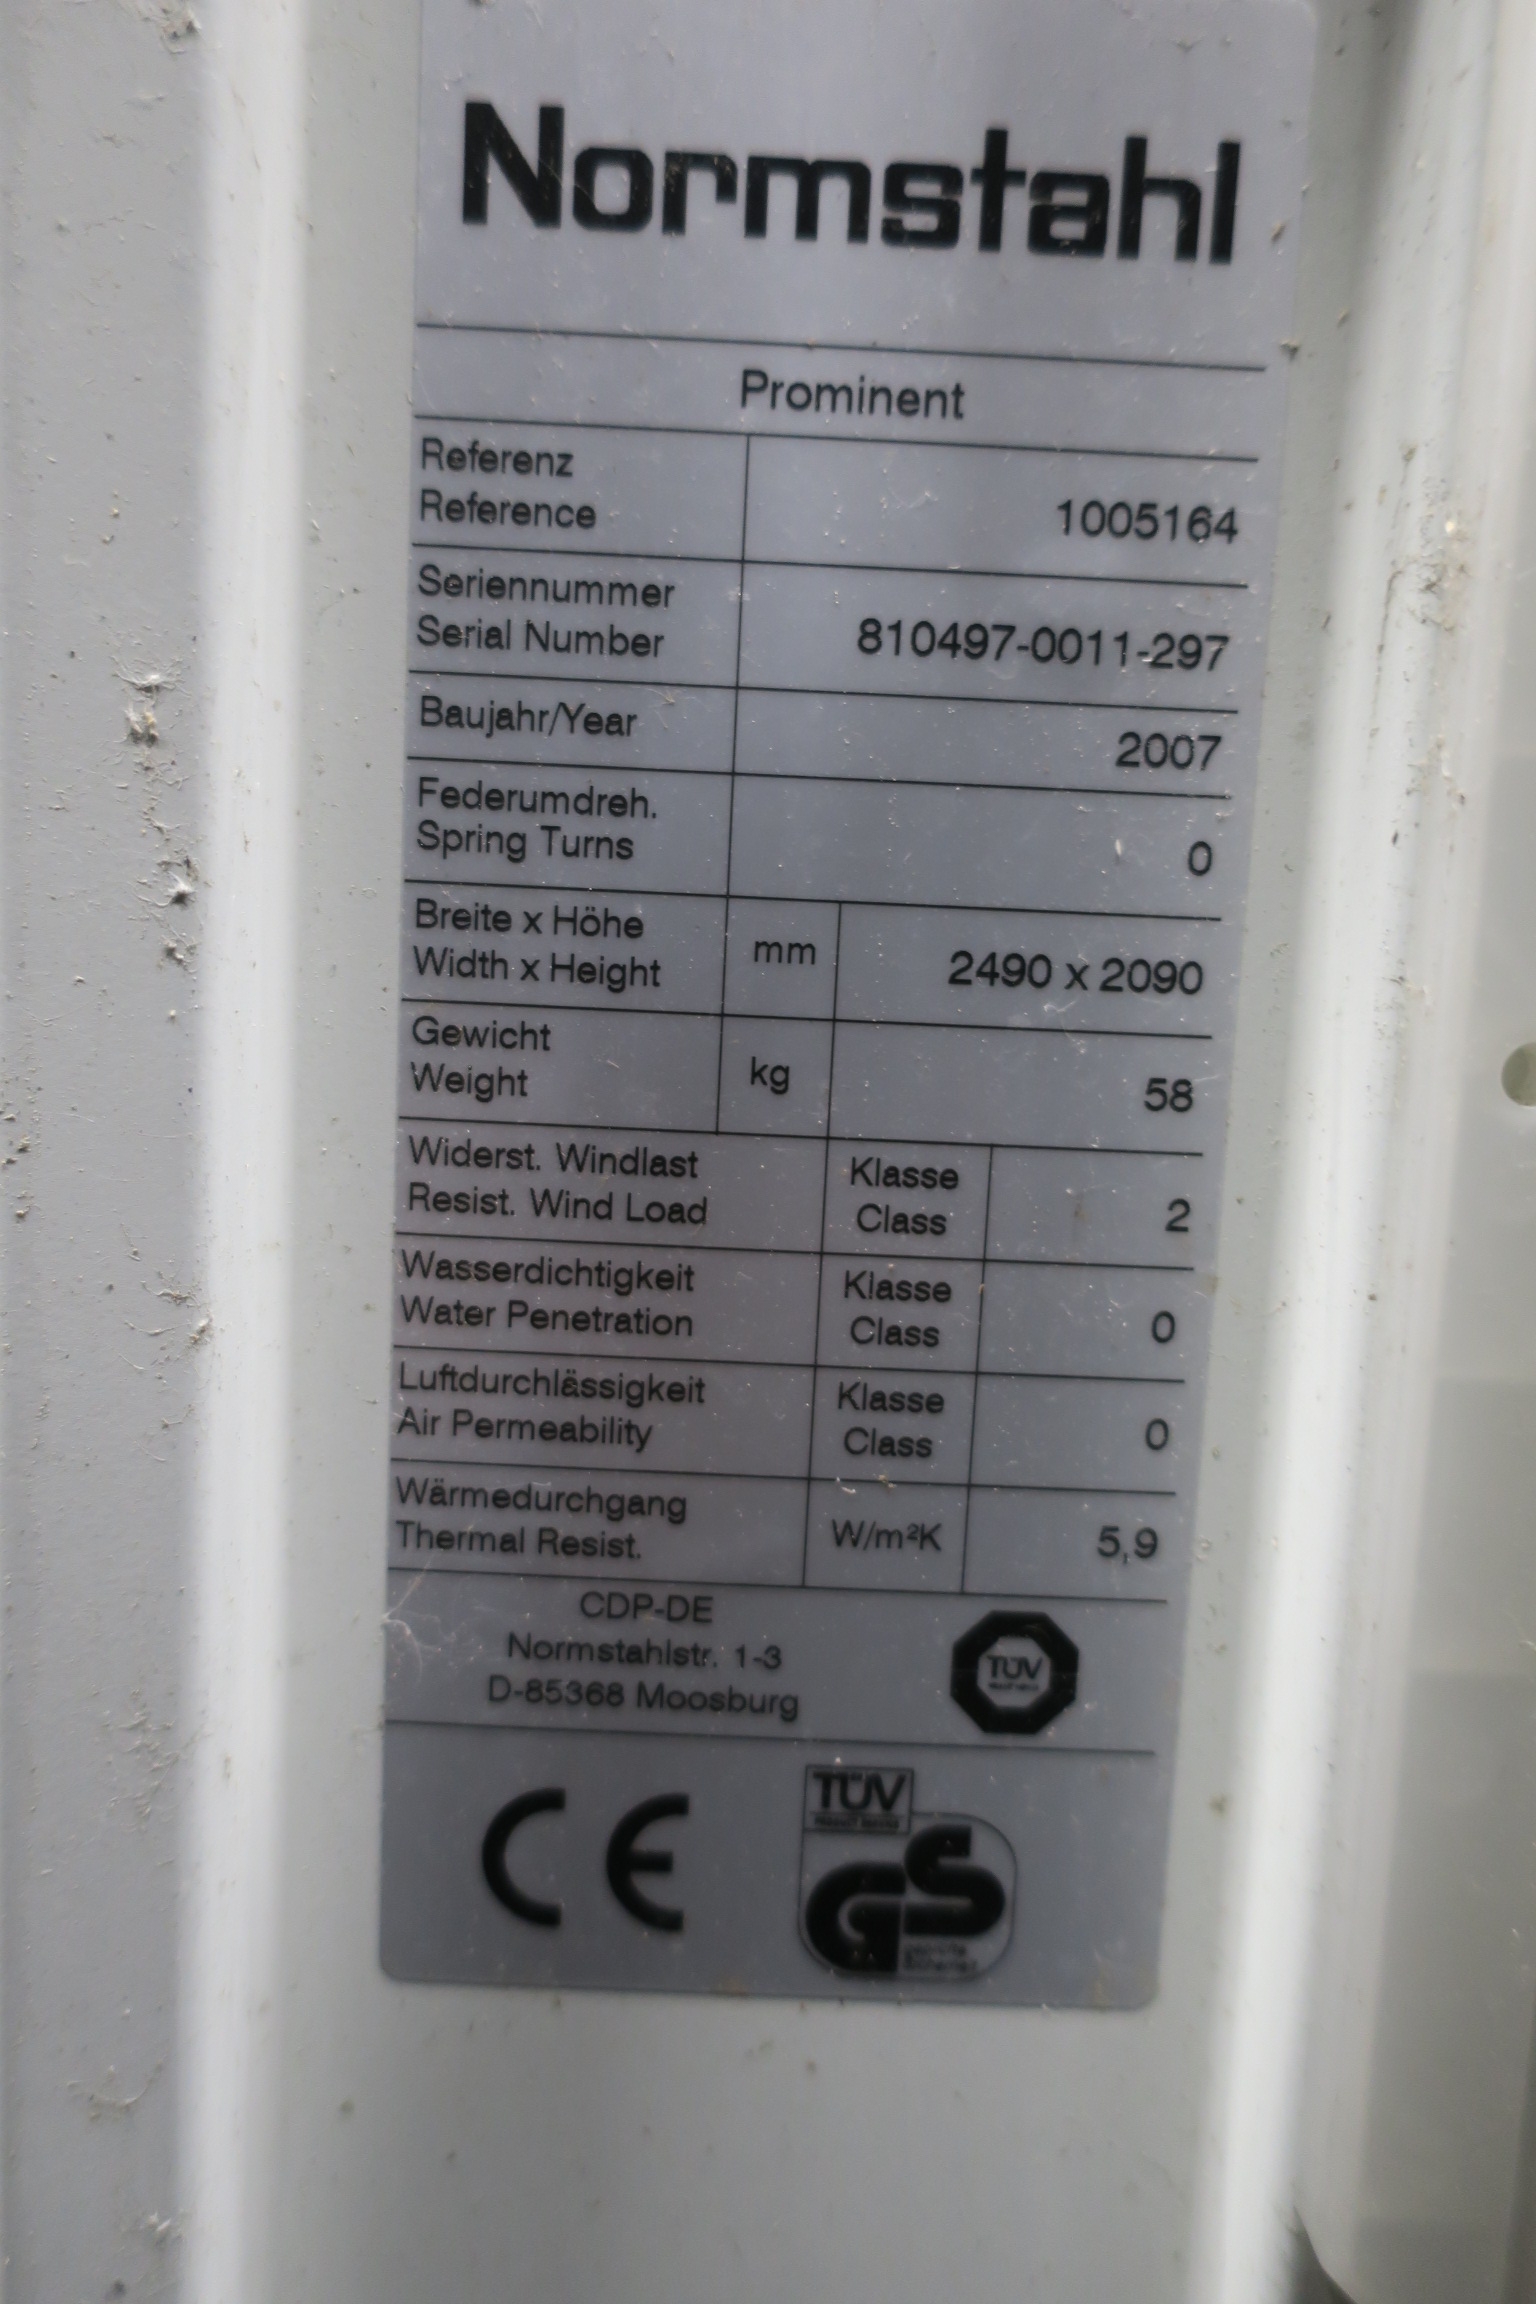 Normstahl
Prominent
Referenz
Reference
1005164
Seriennummer
Serial Number
810497-0011-297
Baujahr/Year
2007
Federumdreh.
Spring Turns
0
Breite x Höhe
Width x Height
mm
2490 x 2090
Gewicht
Weight
kg
58
Widerst. Windlast
Resist. Wind Load
Klasse
Class
2
Wasserdichtigkeit
Water Penetration
Klasse
Class
0
Luftdurchlässigkeit
Air Permeability
Klasse
Class
0
Wärmedurchgang
Thermal Resist.
W/m²K
5,9
CDP-DE
Normstahlstr. 1-3
D-85368 Moosburg
TÜV
CE
TÜV
GS
geprüfte
Sicherheit